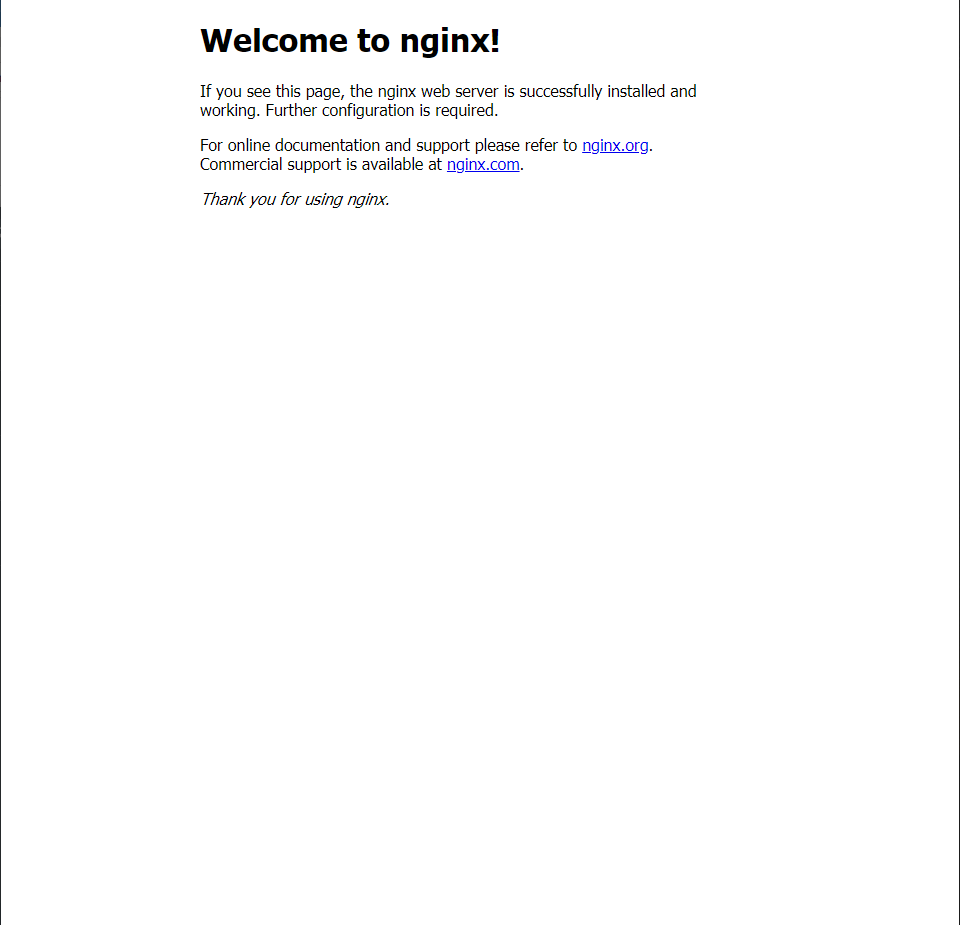 Welcome to nginx!
If you see this page, the nginx web server is successfully installed and
working. Further configuration is required.
For online documentation and support please refer to nginx.org.
Commercial support is available at nginx.com.
Thank you for using nginx.